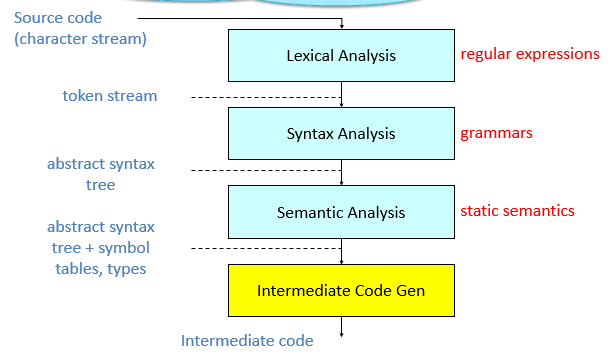 Source code
(character stream)
Lexical Analysis
regular expressions
token stream
Syntax Analysis
grammars
abstract syntax
tree
Semantic Analysis
static semantics
abstract syntax
tree + symbol
tables, types
Intermediate Code Gen
Intermediate code